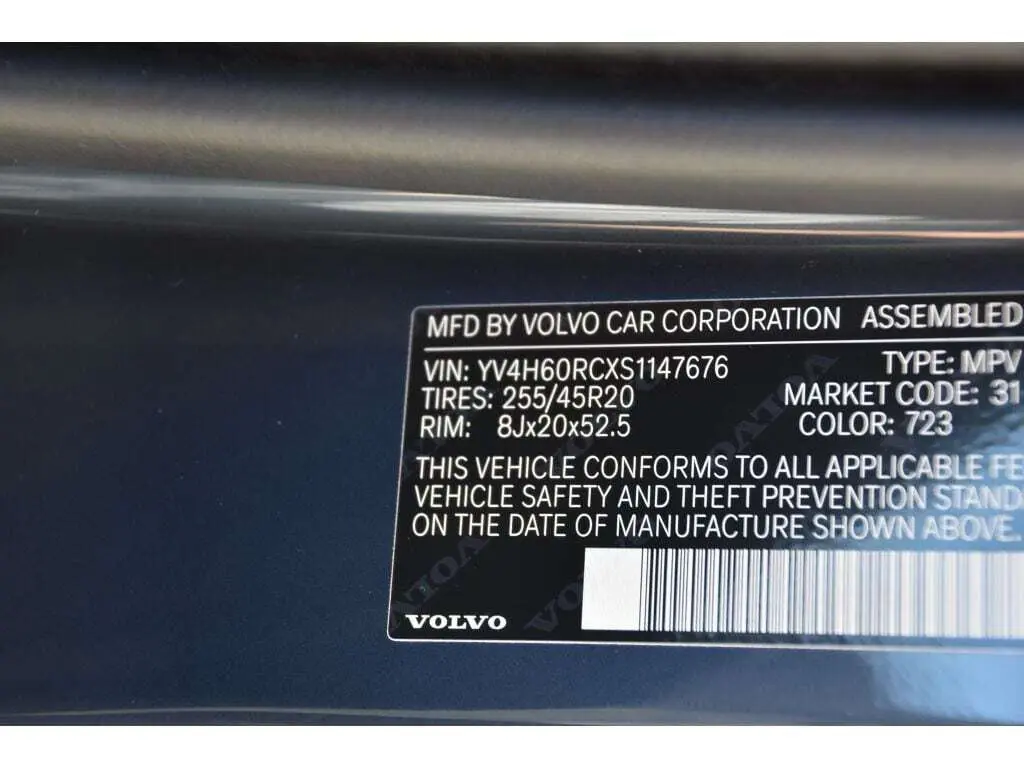 MFD BY VOLVO CAR CORPORATION ASSEMBLED
VIN: YV4H60RCXS1147676 TYPE: MPV
TIRES: 255/45R20 MARKET CODE: 31
RIM: 8Jx20x52.5 COLOR: 723
THIS VEHICLE CONFORMS TO ALL APPLICABLE FE
VEHICLE SAFETY AND THEFT PREVENTION STAND
ON THE DATE OF MANUFACTURE SHOWN ABOVE.
VOLVO